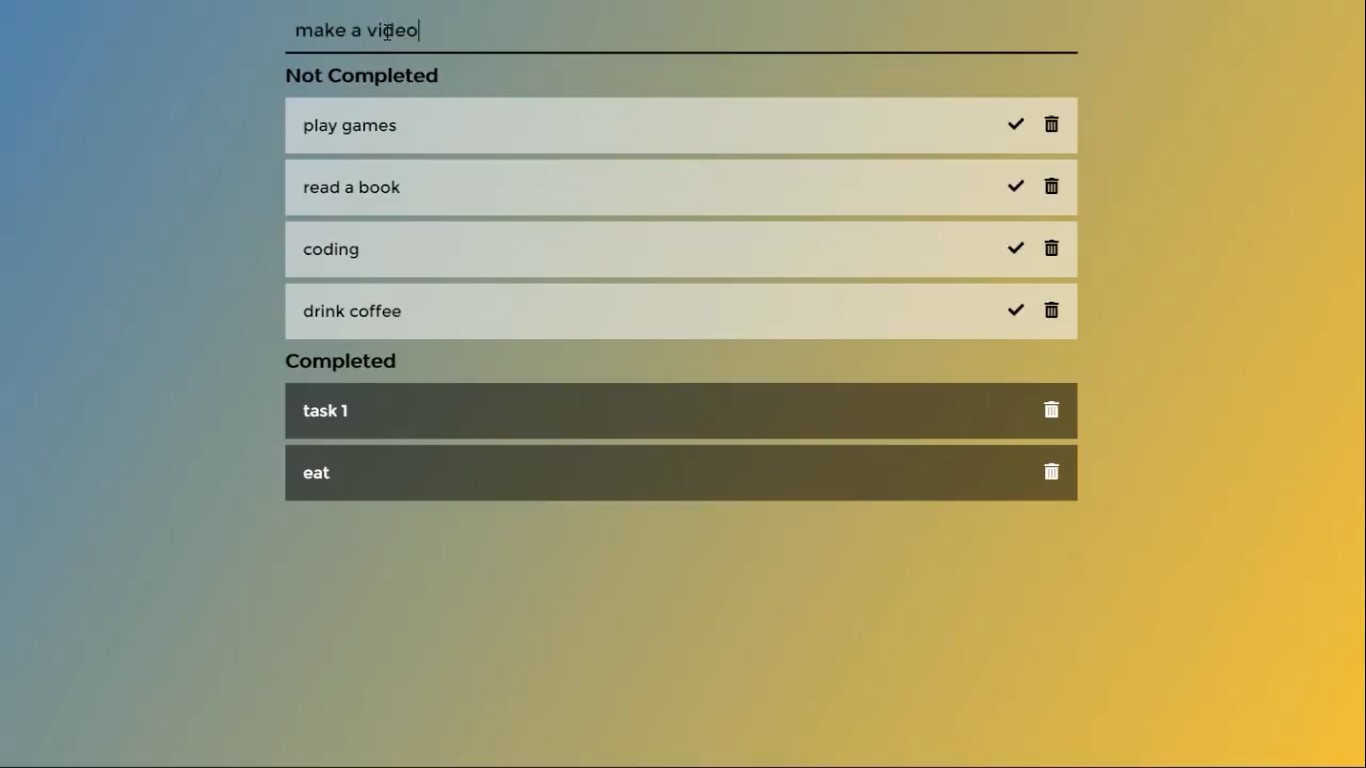 make a video
Not Completed
play games
read a book
coding
drink coffee
Completed
task 1
eat